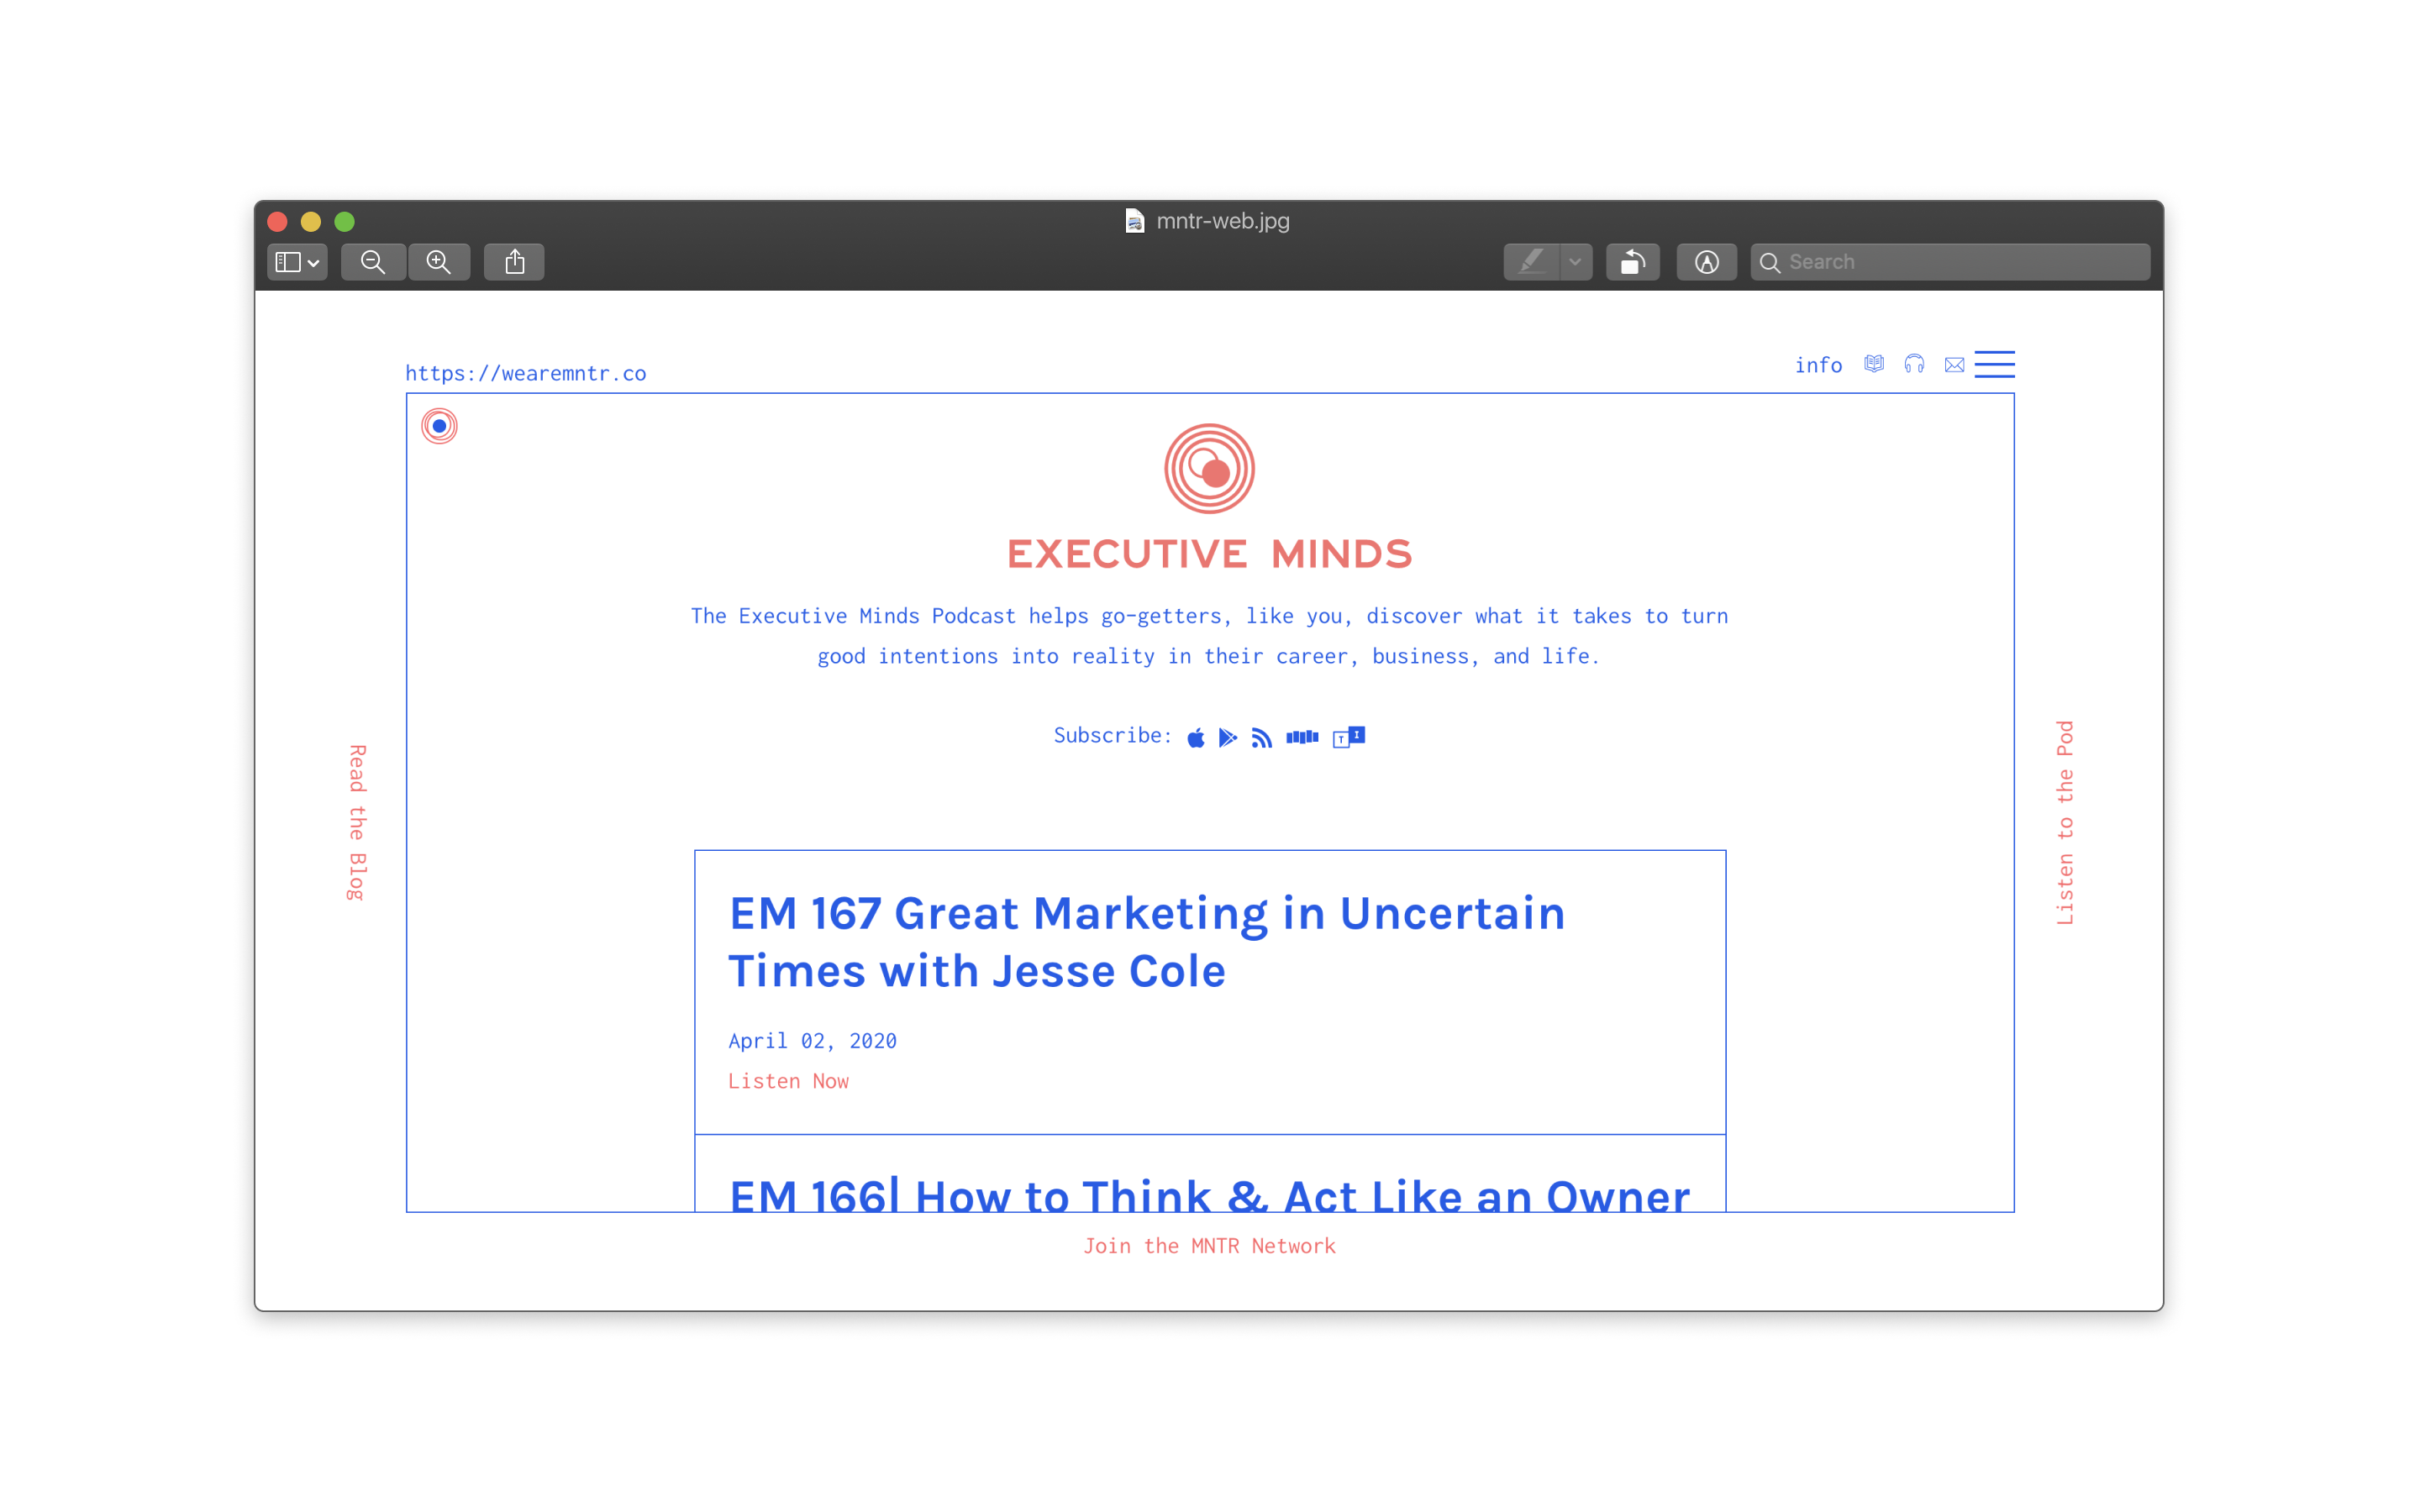 mntr-web.jpg
Search
https://wearemntr.co
info
EXECUTIVE MINDS
The Executive Minds Podcast helps go-getters, like you, discover what it takes to turn
good intentions into reality in their career, business, and life.
Subscribe:
T I
Read the Blog
Listen to the Pod
EM 167 Great Marketing in Uncertain
Times with Jesse Cole
April 02, 2020
Listen Now
EM 166| How to Think & Act Like an Owner
Join the MNTR Network